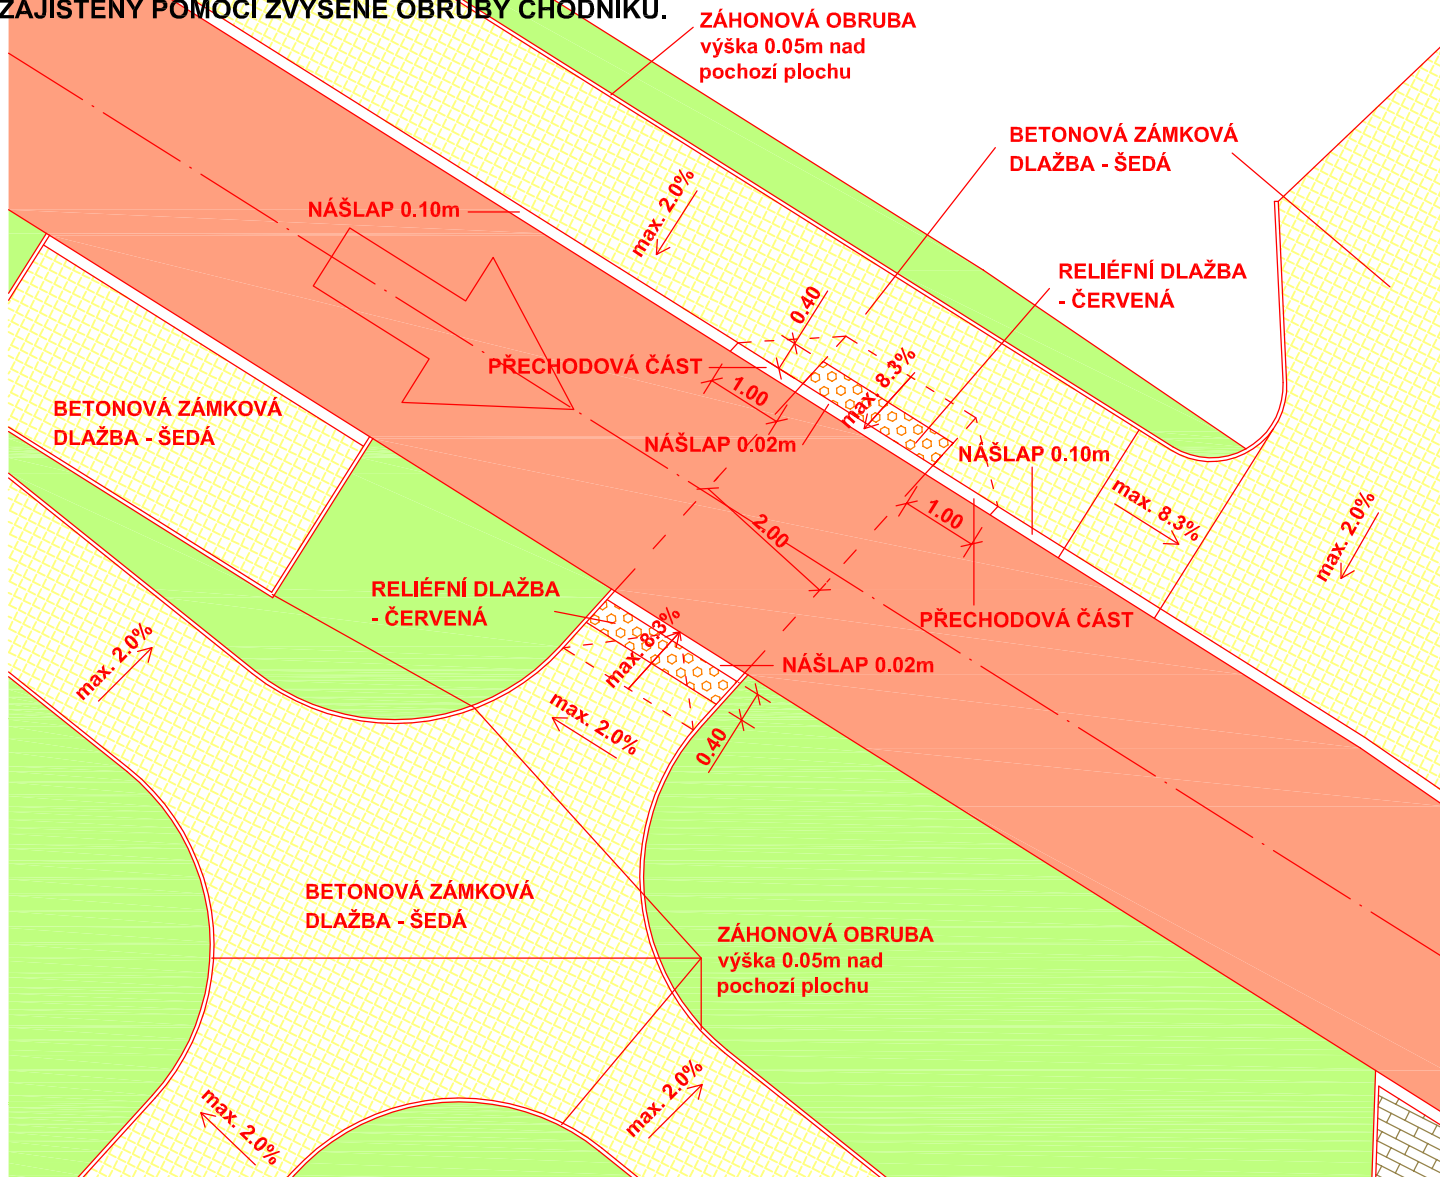 ZAJIŠTĚNÝ POMOCÍ ZVÝŠENÉ OBRUBY CHODNÍKU.
ZÁHONOVÁ OBRUBA
výška 0.05m nad
pochozí plochu
BETONOVÁ ZÁMKOVÁ
DLAŽBA - ŠEDÁ
max. 2.0%
NÁŠLAP 0.10m
RELIÉFNÍ DLAŽBA
- ČERVENÁ
0.40
PŘECHODOVÁ ČÁST
max. 8.3%
1.00
BETONOVÁ ZÁMKOVÁ
DLAŽBA - ŠEDÁ
NÁŠLAP 0.02m
NÁŠLAP 0.10m
max. 8.3%
max. 2.0%
1.00
2.00
RELIÉFNÍ DLAŽBA
- ČERVENÁ
PŘECHODOVÁ ČÁST
max. 8.3%
max. 2.0%
NÁŠLAP 0.02m
max. 2.0%
0.40
BETONOVÁ ZÁMKOVÁ
DLAŽBA - ŠEDÁ
ZÁHONOVÁ OBRUBA
výška 0.05m nad
pochozí plochu
max. 2.0%
max. 2.0%